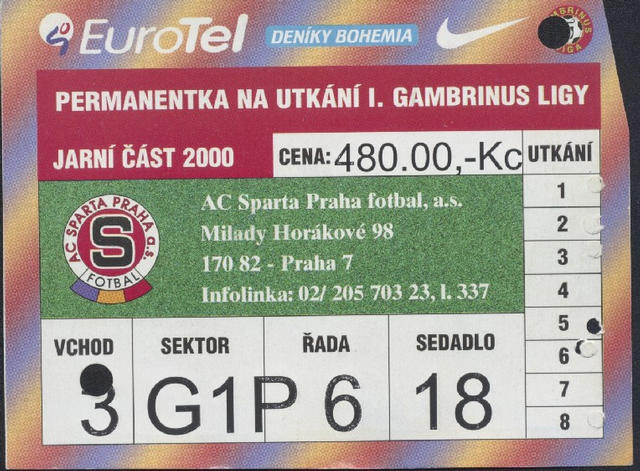 EUROTEL
DENÍKY BOHEMIA
PERMANENTKA NA UTKÁNÍ I. GAMBRINUS LIGY
JARNÍ ČÁST 2000
CENA: 480.00,-Kc
UTKÁNÍ
AC SPARTA PRAHA a.s.
S
FOTBAL
AC Sparta Praha fotbal, a.s.
Milady Horákové 98
170 82 - Praha 7
Infolinka: 02/ 205 703 23, l. 337
1
2
3
4
5
6
7
8
VCHOD
SEKTOR
ŘADA
SEDADLO
3
G1P
6
18